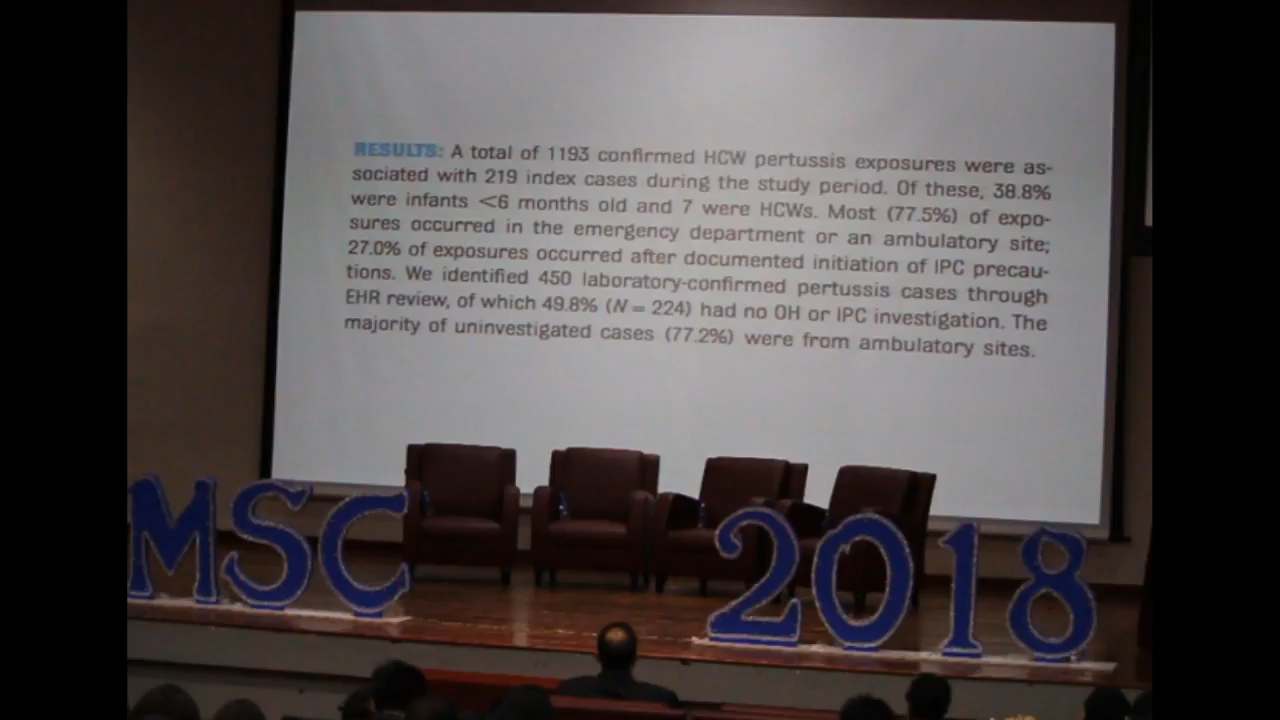 RESULTS: A total of 1193 confirmed HCW pertussis exposures were as-
sociated with 219 index cases during the study period. Of these, 38.8%
were infants <6 months old and 7 were HCWs. Most (77.5%) of expo-
sures occurred in the emergency department or an ambulatory site;
27.0% of exposures occurred after documented initiation of IPC precau-
tions. We identified 450 laboratory-confirmed pertussis cases through
EHR review, of which 49.8% (N = 224) had no OH or IPC investigation. The
majority of uninvestigated cases (77.2%) were from ambulatory sites.
MSC 2018